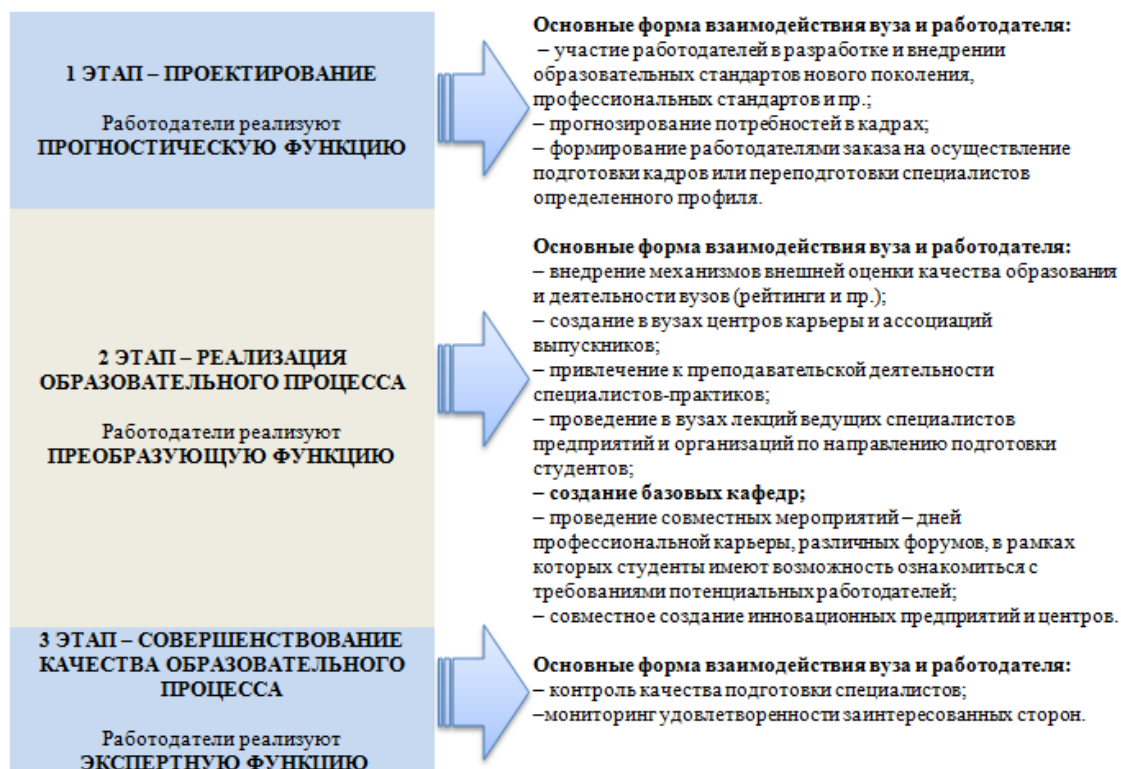 1 ЭТАП – ПРОЕКТИРОВАНИЕ
Работодатели реализуют
ПРОГНОСТИЧЕСКУЮ ФУНКЦИЮ
Основные форма взаимодействия вуза и работодателя:
– участие работодателей в разработке и внедрении
образовательных стандартов нового поколения,
профессиональных стандартов и пр.;
– прогнозирование потребностей в кадрах;
– формирование работодателями заказа на осуществление
подготовки кадров или переподготовки специалистов
определенного профиля.
2 ЭТАП – РЕАЛИЗАЦИЯ
ОБРАЗОВАТЕЛЬНОГО ПРОЦЕССА
Работодатели реализуют
ПРЕОБРАЗУЮЩУЮ ФУНКЦИЮ
Основные форма взаимодействия вуза и работодателя:
– внедрение механизмов внешней оценки качества образования
и деятельности вузов (рейтинги и пр.);
– создание в вузах центров карьеры и ассоциаций
выпускников;
– привлечение к преподавательской деятельности
специалистов-практиков;
– проведение в вузах лекций ведущих специалистов
предприятий и организаций по направлению подготовки
студентов;
– создание базовых кафедр;
– проведение совместных мероприятий – дней
профессиональной карьеры, различных форумов, в рамках
которых студенты имеют возможность ознакомиться с
требованиями потенциальных работодателей;
– совместное создание инновационных предприятий и центров.
3 ЭТАП – СОВЕРШЕНСТВОВАНИЕ
КАЧЕСТВА ОБРАЗОВАТЕЛЬНОГО
ПРОЦЕССА
Работодатели реализуют
ЭКСПЕРТНУЮ ФУНКЦИЮ
Основные форма взаимодействия вуза и работодателя:
– контроль качества подготовки специалистов;
–мониторинг удовлетворенности заинтересованных сторон.